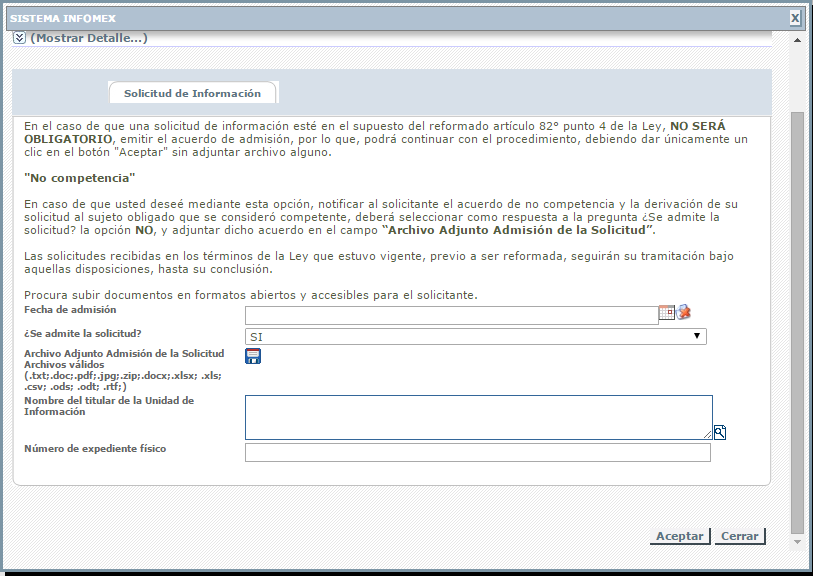 SISTEMA INFOMEX
X
(Mostrar Detalle...)
Solicitud de Información
En el caso de que una solicitud de información esté en el supuesto del reformado artículo 82° punto 4 de la Ley, NO SERÁ
OBLIGATORIO, emitir el acuerdo de admisión, por lo que, podrá continuar con el procedimiento, debiendo dar únicamente un
clic en el botón "Aceptar" sin adjuntar archivo alguno.
"No competencia"
En caso de que usted deseé mediante esta opción, notificar al solicitante el acuerdo de no competencia y la derivación de su
solicitud al sujeto obligado que se consideró competente, deberá seleccionar como respuesta a la pregunta ¿Se admite la
solicitud? la opción NO, y adjuntar dicho acuerdo en el campo “Archivo Adjunto Admisión de la Solicitud”.
Las solicitudes recibidas en los términos de la Ley que estuvo vigente, previo a ser reformada, seguirán su tramitación bajo
aquellas disposiciones, hasta su conclusión.
Procura subir documentos en formatos abiertos y accesibles para el solicitante.
Fecha de admisión
¿Se admite la solicitud?
SI
Archivo Adjunto Admisión de la Solicitud
Archivos válidos
(.txt;.doc;.pdf;.jpg;.zip;.docx;.xlsx; .xls;
.csv; .ods; .odt; .rtf;)
Nombre del titular de la Unidad de
Información
Número de expediente físico
Aceptar
Cerrar